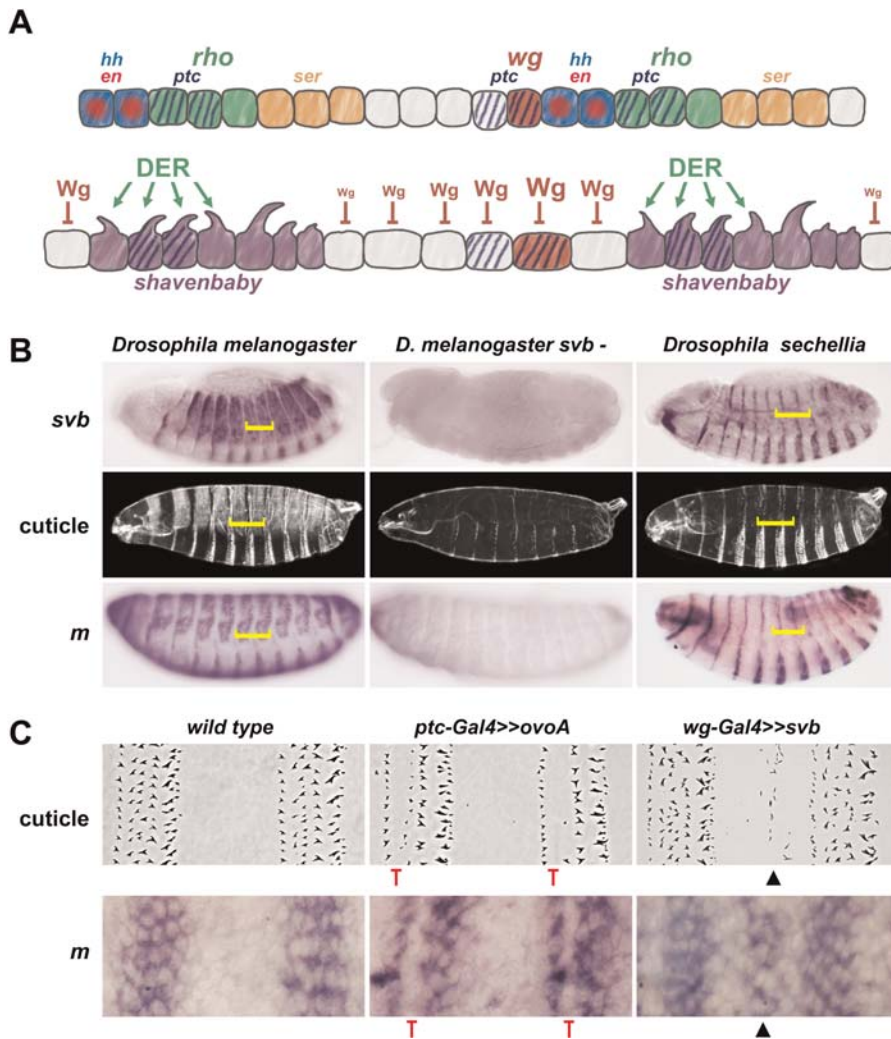 A
hh rho wg hh rho
en ptc ser ptc en ptc ser
DER DER
Wg wg wg wg Wg Wg Wg wg
shavenbaby shavenbaby
B
Drosophila melanogaster D. melanogaster svb - Drosophila sechellia
svb
cuticle
m
C
wild type ptc-Gal4>>ovoA wg-Gal4>>svb
cuticle
m